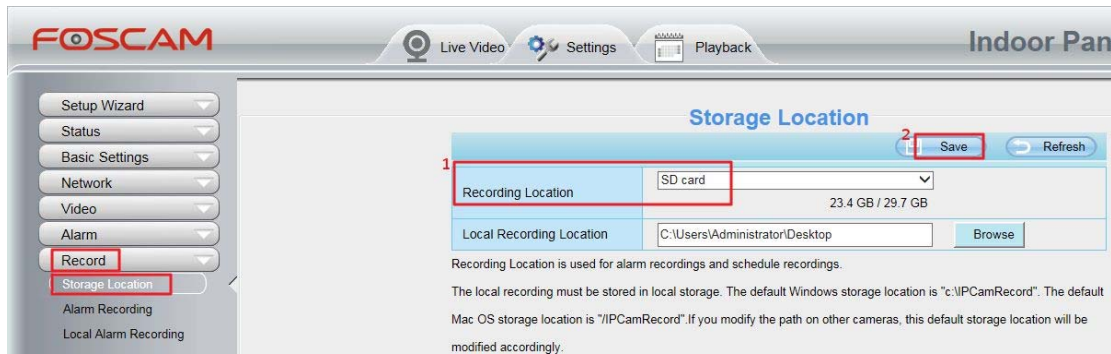 FOSCAM
Live Video
Settings
Playback
Indoor Pan
Setup Wizard
Status
Basic Settings
Network
Video
Alarm
Record
Storage Location
Alarm Recording
Local Alarm Recording
Storage Location
2
Save
Refresh
1
Recording Location
SD card
23.4 GB / 29.7 GB
Local Recording Location
C:\Users\Administrator\Desktop
Browse
Recording Location is used for alarm recordings and schedule recordings.
The local recording must be stored in local storage. The default Windows storage location is "c:\IPCamRecord". The default
Mac OS storage location is "/IPCamRecord".If you modify the path on other cameras, this default storage location will be
modified accordingly.